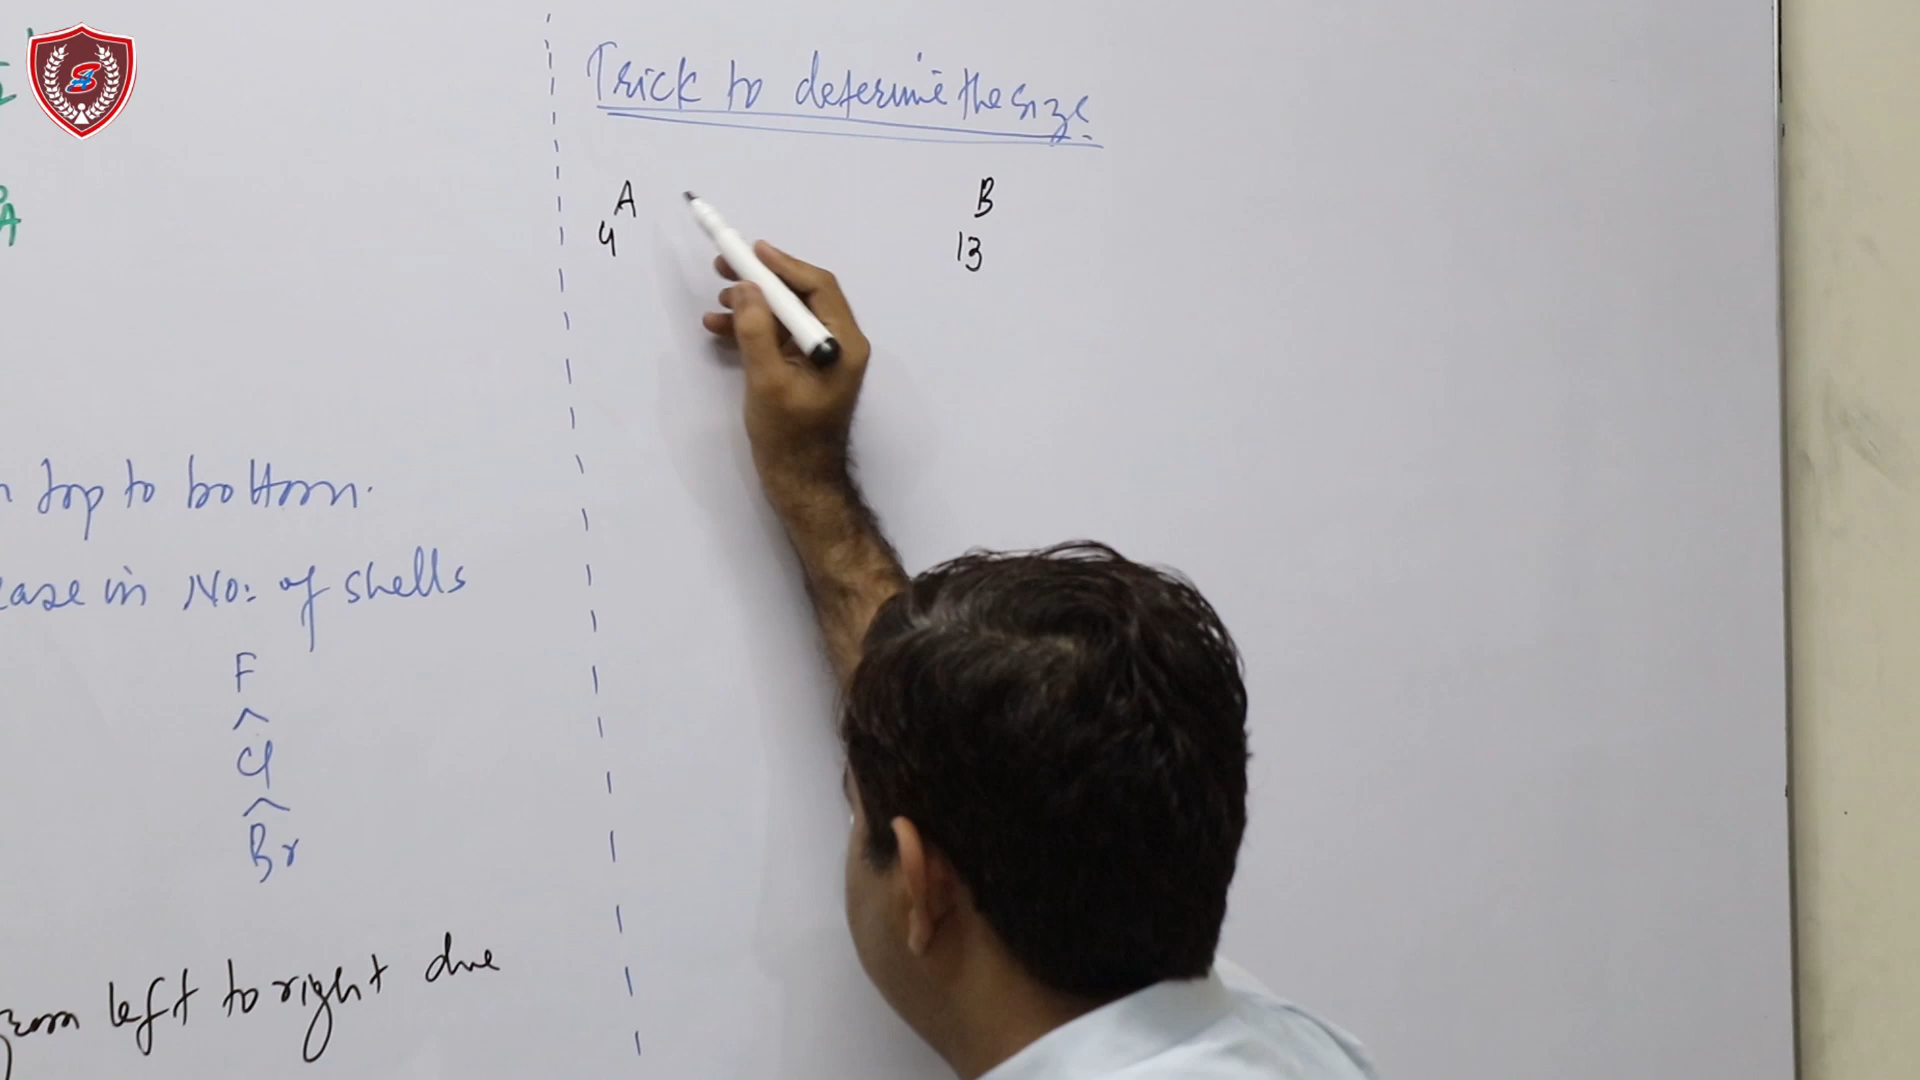 Trick to determine the size
A B
4 13
top to bottom.
ease in No: of shells
F
Cl
Br
from left to right due